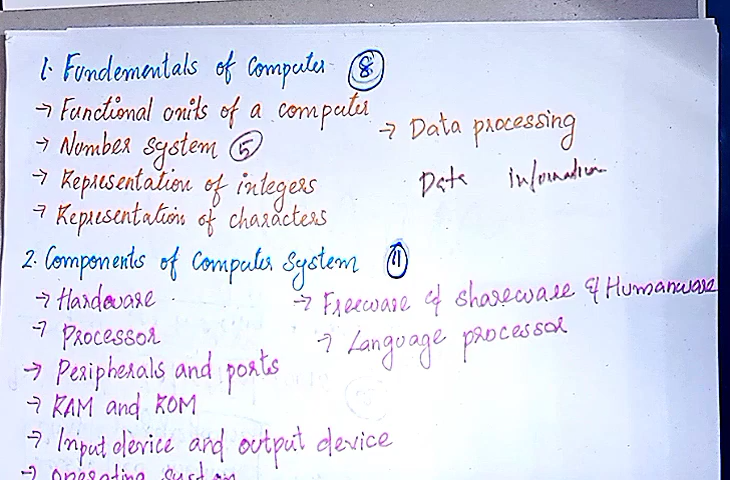 1. Fundementals of Computer 8
→ Functional units of a computer
→ Number system 5
→ Data processing
→ Representation of integers
Data information
→ Representation of characters
2. Components of Computer System 11
→ Hardware
→ Freeware & shareware & Humanware
→ Processor
→ Language processor
→ Peripherals and ports
→ RAM and ROM
→ Input device and output device
→ Operating system